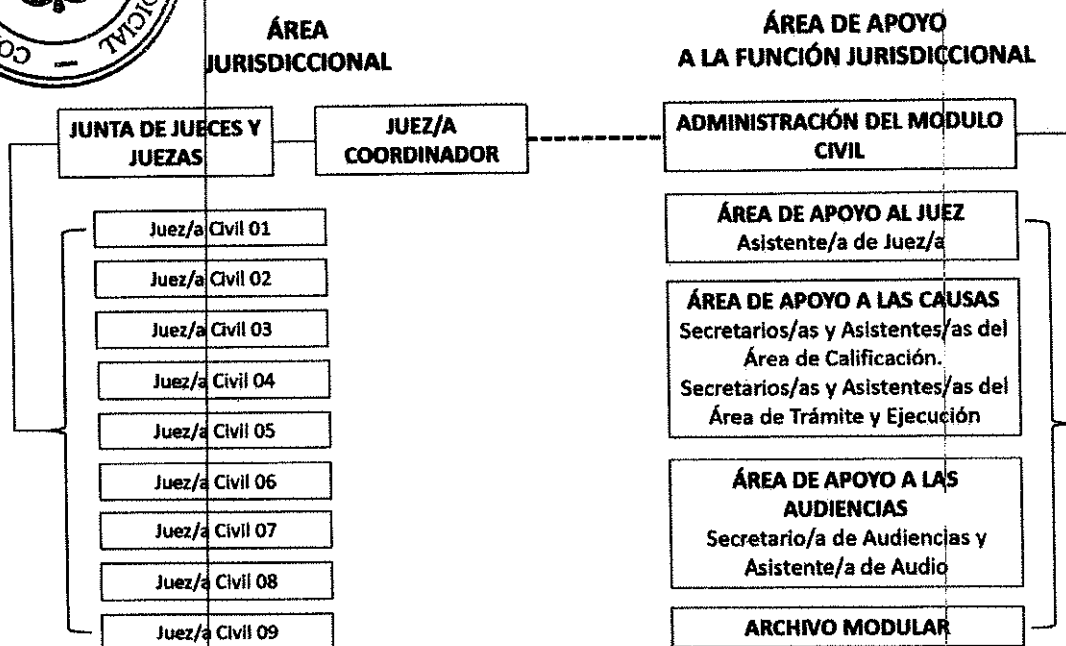 ÁREA
JURISDICCIONAL
JUNTA DE JUECES Y
JUEZAS
JUEZ/A
COORDINADOR
Juez/a Civil 01
Juez/a Civil 02
Juez/a Civil 03
Juez/a Civil 04
Juez/a Civil 05
Juez/a Civil 06
Juez/a Civil 07
Juez/a Civil 08
Juez/a Civil 09
ÁREA DE APOYO
A LA FUNCIÓN JURISDICCIONAL
ADMINISTRACIÓN DEL MODULO
CIVIL
ÁREA DE APOYO AL JUEZ
Asistente/a de Juez/a
ÁREA DE APOYO A LAS CAUSAS
Secretarios/as y Asistentes/as del
Área de Calificación.
Secretarios/as y Asistentes/as del
Área de Trámite y Ejecución
ÁREA DE APOYO A LAS
AUDIENCIAS
Secretario/a de Audiencias y
Asistente/a de Audio
ARCHIVO MODULAR